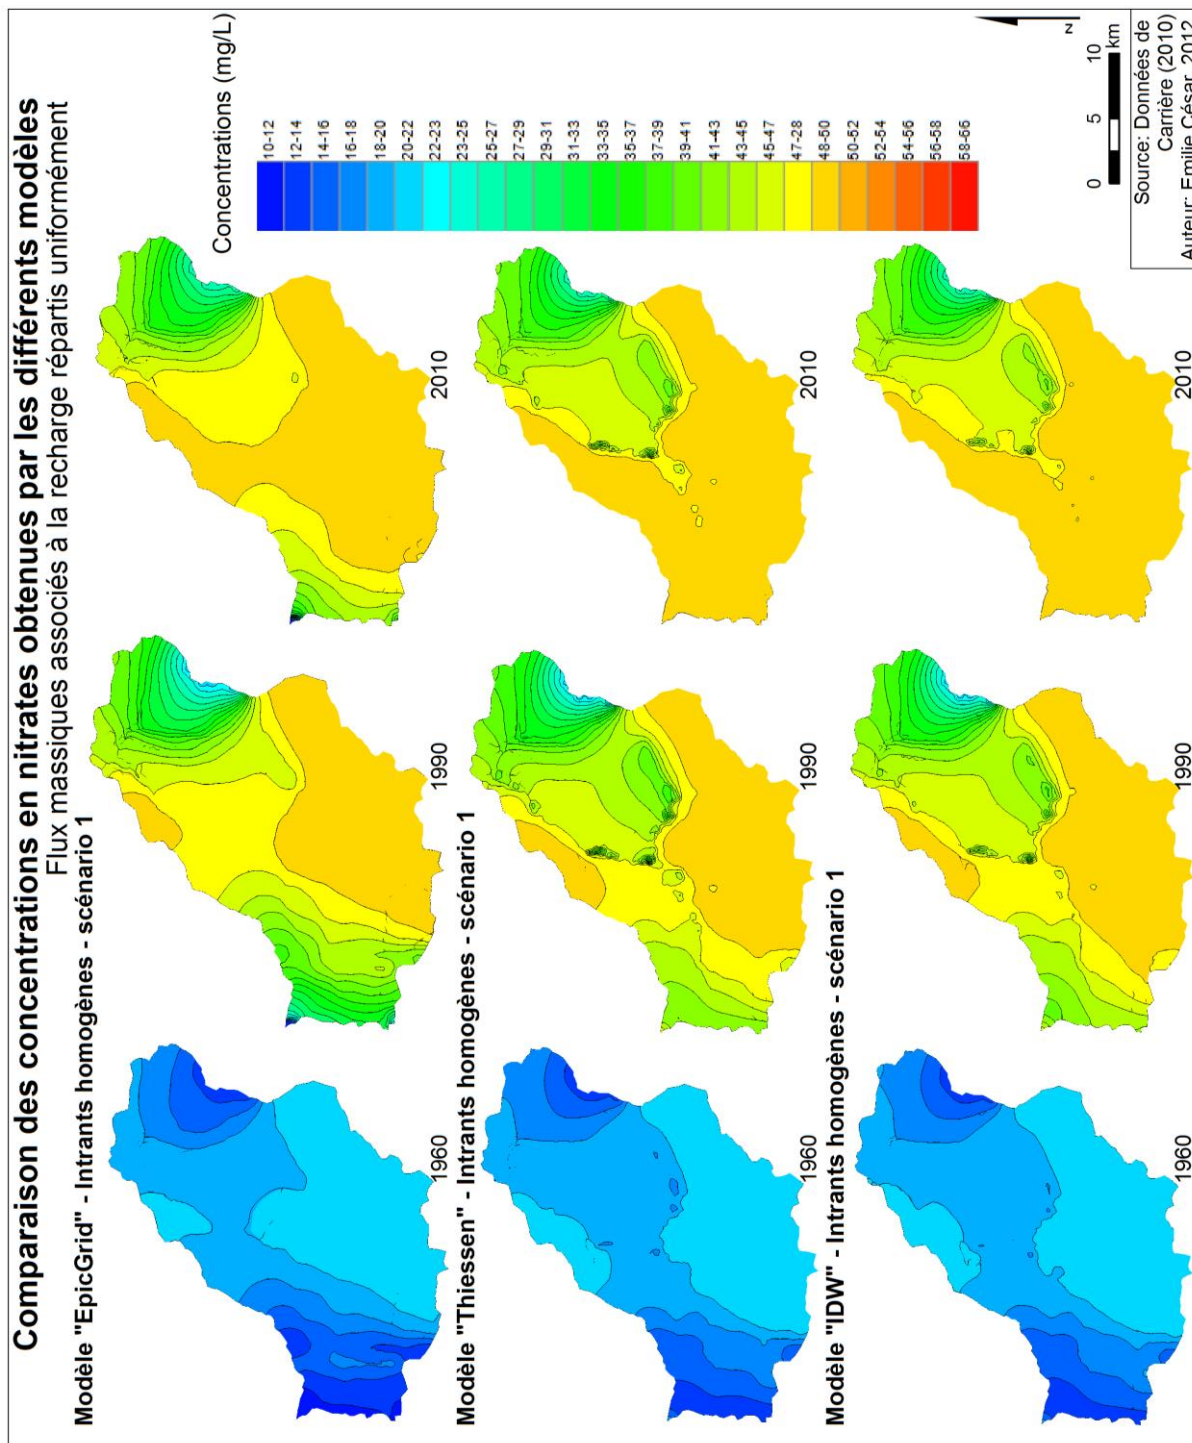 Comparaison des concentrations en nitrates obtenues par les différents modèles
Flux massiques associés à la recharge répartis uniformément
Modèle "EpicGrid" - Intrants homogènes - scénario 1
1960
1990
2010
Modèle "Thiessen" - Intrants homogènes - scénario 1
1960
1990
2010
Modèle "IDW" - Intrants homogènes - scénario 1
1960
1990
2010
Concentrations (mg/L)
10-12
12-14
14-16
16-18
18-20
20-22
22-23
23-25
25-27
27-29
29-31
31-33
33-35
35-37
37-39
39-41
41-43
43-45
45-47
47-28
48-50
50-52
52-54
54-56
56-58
58-66
N
0 5 10
km
Source: Données de
Carrière (2010)
Auteur: Emilie César, 2012